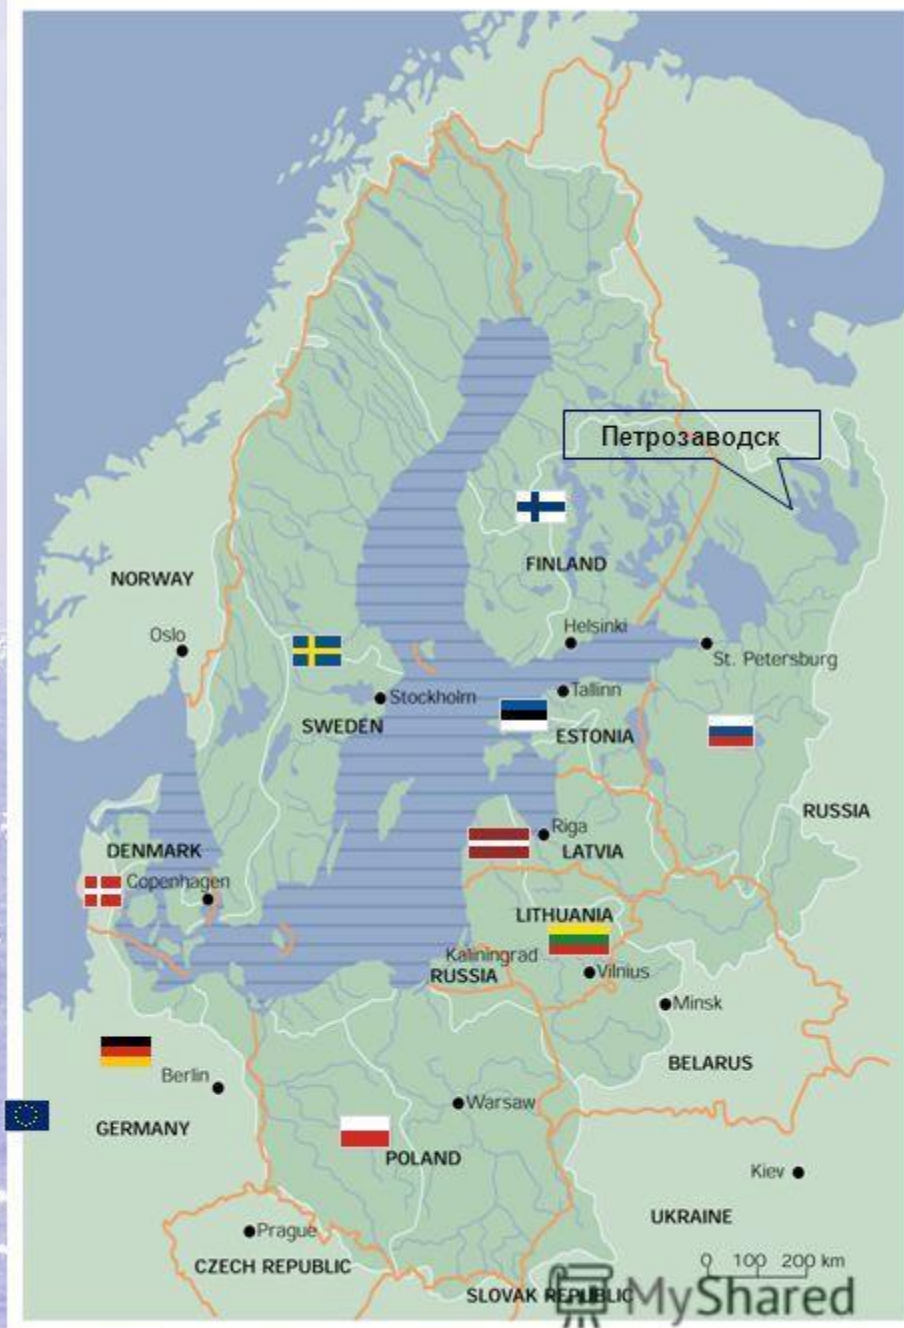 Петрозаводск
FINLAND
NORWAY
Oslo
Helsinki
St. Petersburg
Stockholm
Tallinn
SWEDEN
ESTONIA
RUSSIA
Riga
DENMARK
LATVIA
Copenhagen
LITHUANIA
Kaliningrad
RUSSIA
Vilnius
Minsk
BELARUS
Berlin
Warsaw
GERMANY
POLAND
Kiev
UKRAINE
Prague
CZECH REPUBLIC
0 100 200 km
SLOVAK REPUBLIC
MyShared